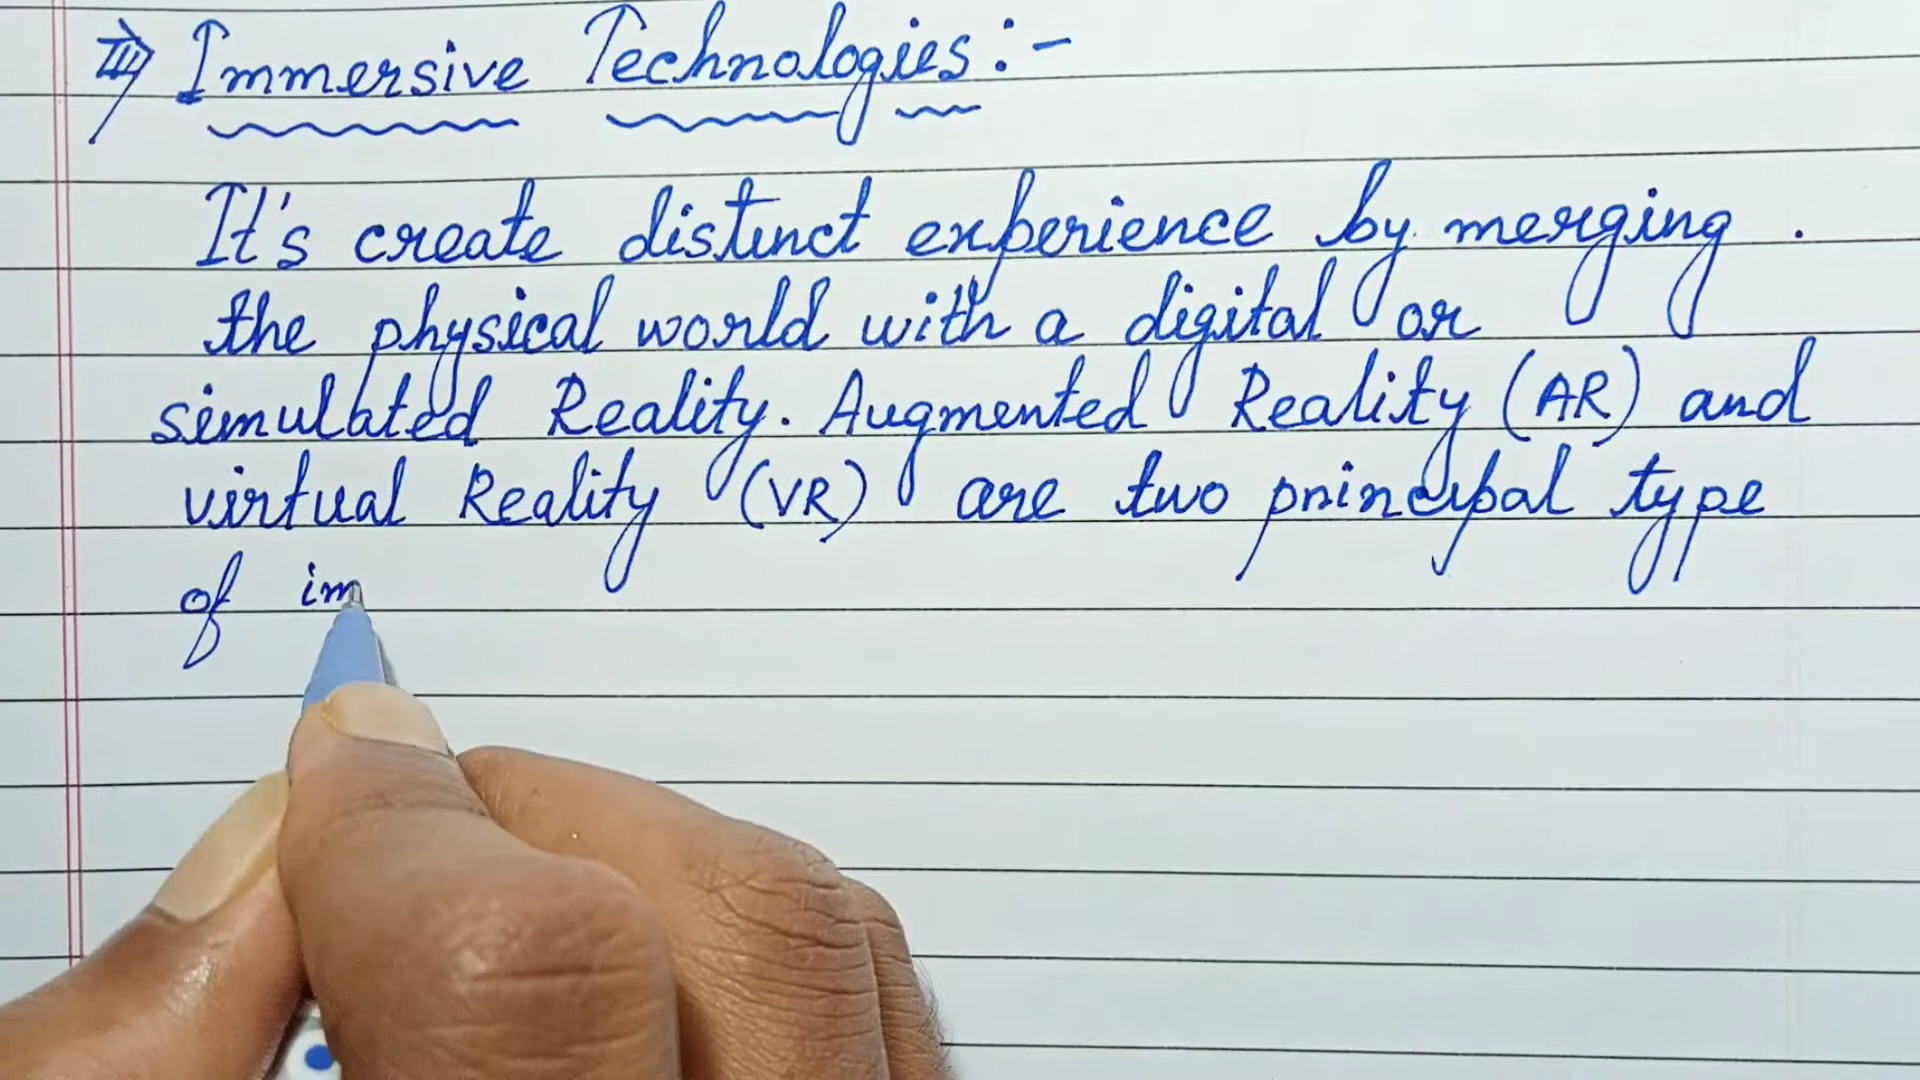 III) Immersive Technologies:-
It's create distinct experience by merging .
the physical world with a digital or
simulated Reality. Augmented Reality (AR) and
virtual Reality (VR) are two principal type
of im